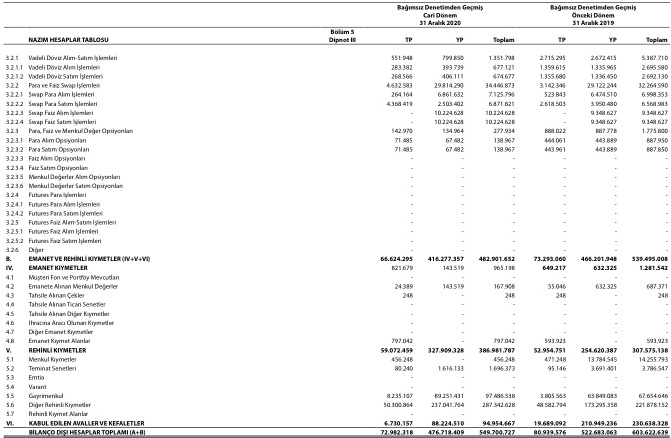 Bağımsız Denetimden Geçmiş Bağımsız Denetimden Geçmiş
Cari Dönem Önceki Dönem
31 Aralık 2020 31 Aralık 2019
Bölüm 5
NAZIM HESAPLAR TABLOSU Dipnot III TP YP Toplam TP YP Toplam
3.2.1 Vadeli Döviz Alım-Satım İşlemleri 551.948 799.850 1.351.798 2.715.295 2.672.415 5.387.710
3.2.1.1 Vadeli Döviz Alım İşlemleri 283.382 393.739 677.121 1.359.615 1.335.965 2.695.580
3.2.1.2 Vadeli Döviz Satım İşlemleri 268.566 406.111 674.677 1.355.680 1.336.450 2.692.130
3.2.2 Para ve Faiz Swap İşlemleri 4.632.583 29.814.290 34.446.873 3.142.346 29.122.244 32.264.590
3.2.2.1 Swap Para Alım İşlemleri 264.164 6.861.632 7.125.796 523.843 6.474.510 6.998.353
3.2.2.2 Swap Para Satım İşlemleri 4.368.419 2.503.402 6.871.821 2.618.503 3.950.480 6.568.983
3.2.2.3 Swap Faiz Alım İşlemleri - 10.224.628 10.224.628 - 9.348.627 9.348.627
3.2.2.4 Swap Faiz Satım İşlemleri - 10.224.628 10.224.628 - 9.348.627 9.348.627
3.2.3 Para, Faiz ve Menkul Değer Opsiyonları 142.970 134.964 277.934 888.022 887.778 1.775.800
3.2.3.1 Para Alım Opsiyonları 71.485 67.482 138.967 444.061 443.889 887.950
3.2.3.2 Para Satım Opsiyonları 71.485 67.482 138.967 443.961 443.889 887.850
3.2.3.3 Faiz Alım Opsiyonları - - - - - -
3.2.3.4 Faiz Satım Opsiyonları - - - - - -
3.2.3.5 Menkul Değerler Alım Opsiyonları - - - - - -
3.2.3.6 Menkul Değerler Satım Opsiyonları - - - - - -
3.2.4 Futures Para İşlemleri - - - - - -
3.2.4.1 Futures Para Alım İşlemleri - - - - - -
3.2.4.2 Futures Para Satım İşlemleri - - - - - -
3.2.5 Futures Faiz Alım-Satım İşlemleri - - - - - -
3.2.5.1 Futures Faiz Alım İşlemleri - - - - - -
3.2.5.2 Futures Faiz Satım İşlemleri - - - - - -
3.2.6 Diğer - - - - - -
B. EMANET VE REHİNLİ KIYMETLER (IV+V+VI) 66.624.295 416.277.357 482.901.652 73.293.060 466.201.948 539.495.008
IV. EMANET KIYMETLER 821.679 143.519 965.198 649.217 632.325 1.281.542
4.1 Müşteri Fon ve Portföy Mevcutları - - - - - -
4.2 Emanete Alınan Menkul Değerler 24.389 143.519 167.908 55.046 632.325 687.371
4.3 Tahsile Alınan Çekler 248 - 248 248 - 248
4.4 Tahsile Alınan Ticari Senetler - - - - - -
4.5 Tahsile Alınan Diğer Kıymetler - - - - - -
4.6 İhracına Aracı Olunan Kıymetler - - - - - -
4.7 Diğer Emanet Kıymetler - - - - - -
4.8 Emanet Kıymet Alanlar 797.042 - 797.042 593.923 - 593.923
V. REHİNLİ KIYMETLER 59.072.459 327.909.328 386.981.787 52.954.751 254.620.387 307.575.138
5.1 Menkul Kıymetler 456.248 - 456.248 471.248 13.784.545 14.255.793
5.2 Teminat Senetleri 80.240 1.616.133 1.696.373 95.146 3.691.401 3.786.547
5.3 Emtia - - - - - -
5.4 Varant - - - - - -
5.5 Gayrimenkul 8.235.107 89.251.431 97.486.538 3.805.563 63.849.083 67.654.646
5.6 Diğer Rehinli Kıymetler 50.300.864 237.041.764 287.342.628 48.582.794 173.295.358 221.878.152
5.7 Rehinli Kıymet Alanlar - - - - - -
VI. KABUL EDİLEN AVALLER VE KEFALETLER 6.730.157 88.224.510 94.954.667 19.689.092 210.949.236 230.638.328
BİLANÇO DIŞI HESAPLAR TOPLAMI (A+B) 72.982.318 476.718.409 549.700.727 80.939.576 522.683.063 603.622.639